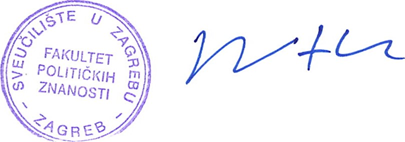 SVEUČILIŠTE U ZAGREBU
FAKULTET
POLITIČKIH
ZNANOSTI
– ZAGREB –